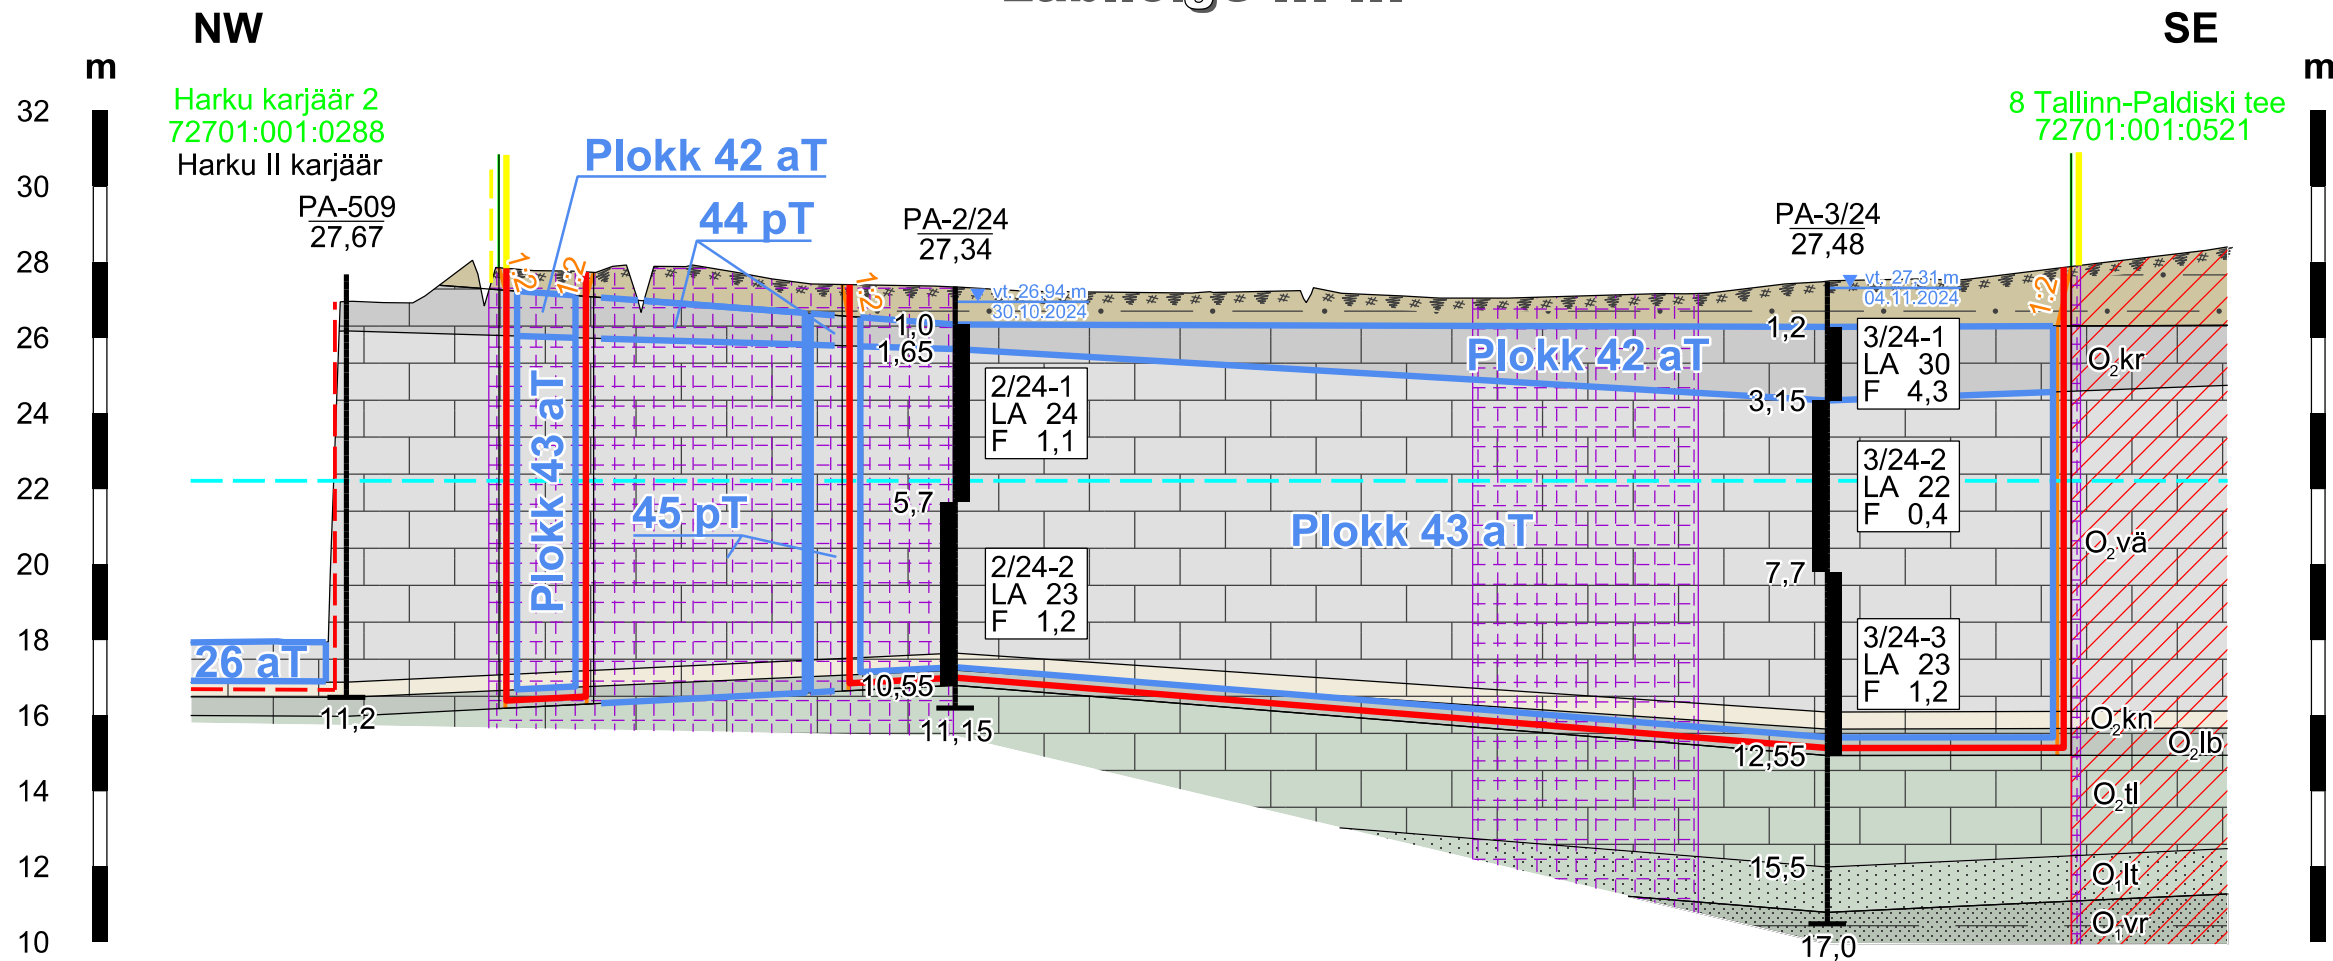 NW
SE
m
m
Harku karjäär 2
72701:001:0288
Harku II karjäär
8 Tallinn-Paldiski tee
72701:001:0521
32
30
28
26
24
22
20
18
16
14
12
10
PA-509
27,67
Plokk 42 aT
44 pT
PA-2/24
27,34
PA-3/24
27,48
1:2
1:2
1:2
1:2
vt. 26,94 m
30.10.2024
vt. 27,31 m
04.11.2024
1,0
1,65
5,7
10,55
11,15
2/24-1
LA 24
F 1,1
2/24-2
LA 23
F 1,2
Plokk 43 aT
45 pT
26 aT
11,2
Plokk 42 aT
Plokk 43 aT
1,2
3,15
7,7
12,55
15,5
17,0
3/24-1
LA 30
F 4,3
3/24-2
LA 22
F 0,4
3/24-3
LA 23
F 1,2
O₂kr
O₂vä
O₂kn
O₂lb
O₂tl
O₁lt
O₁vr